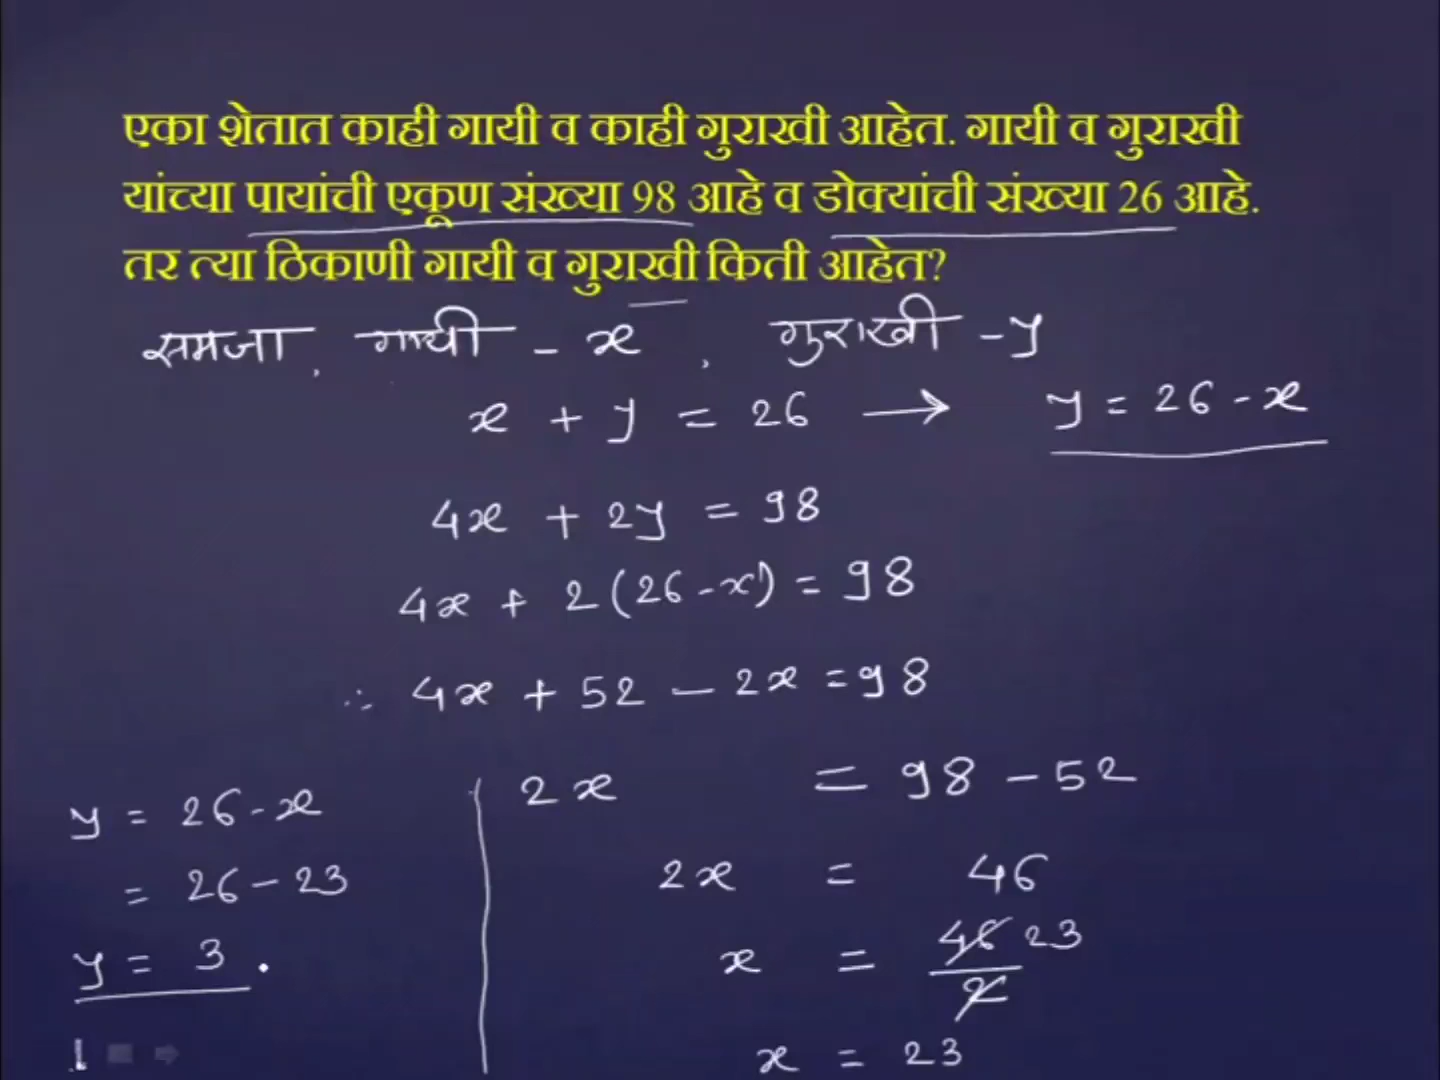 एका शेतात काही गायी व काही गुराखी आहेत. गायी व गुराखी
यांच्या पायांची एकूण संख्या 98 आहे व डोक्यांची संख्या 26 आहे.
तर त्या ठिकाणी गायी व गुराखी किती आहेत?
समजा, गायी - x, गुराखी - y
x + y = 26 → y = 26 - x
4x + 2y = 98
4x + 2(26-x) = 98
∴ 4x + 52 - 2x = 98
2x = 98 - 52
2x = 46
x = 46/2 23
x = 23
y = 26 - x
= 26 - 23
y = 3.